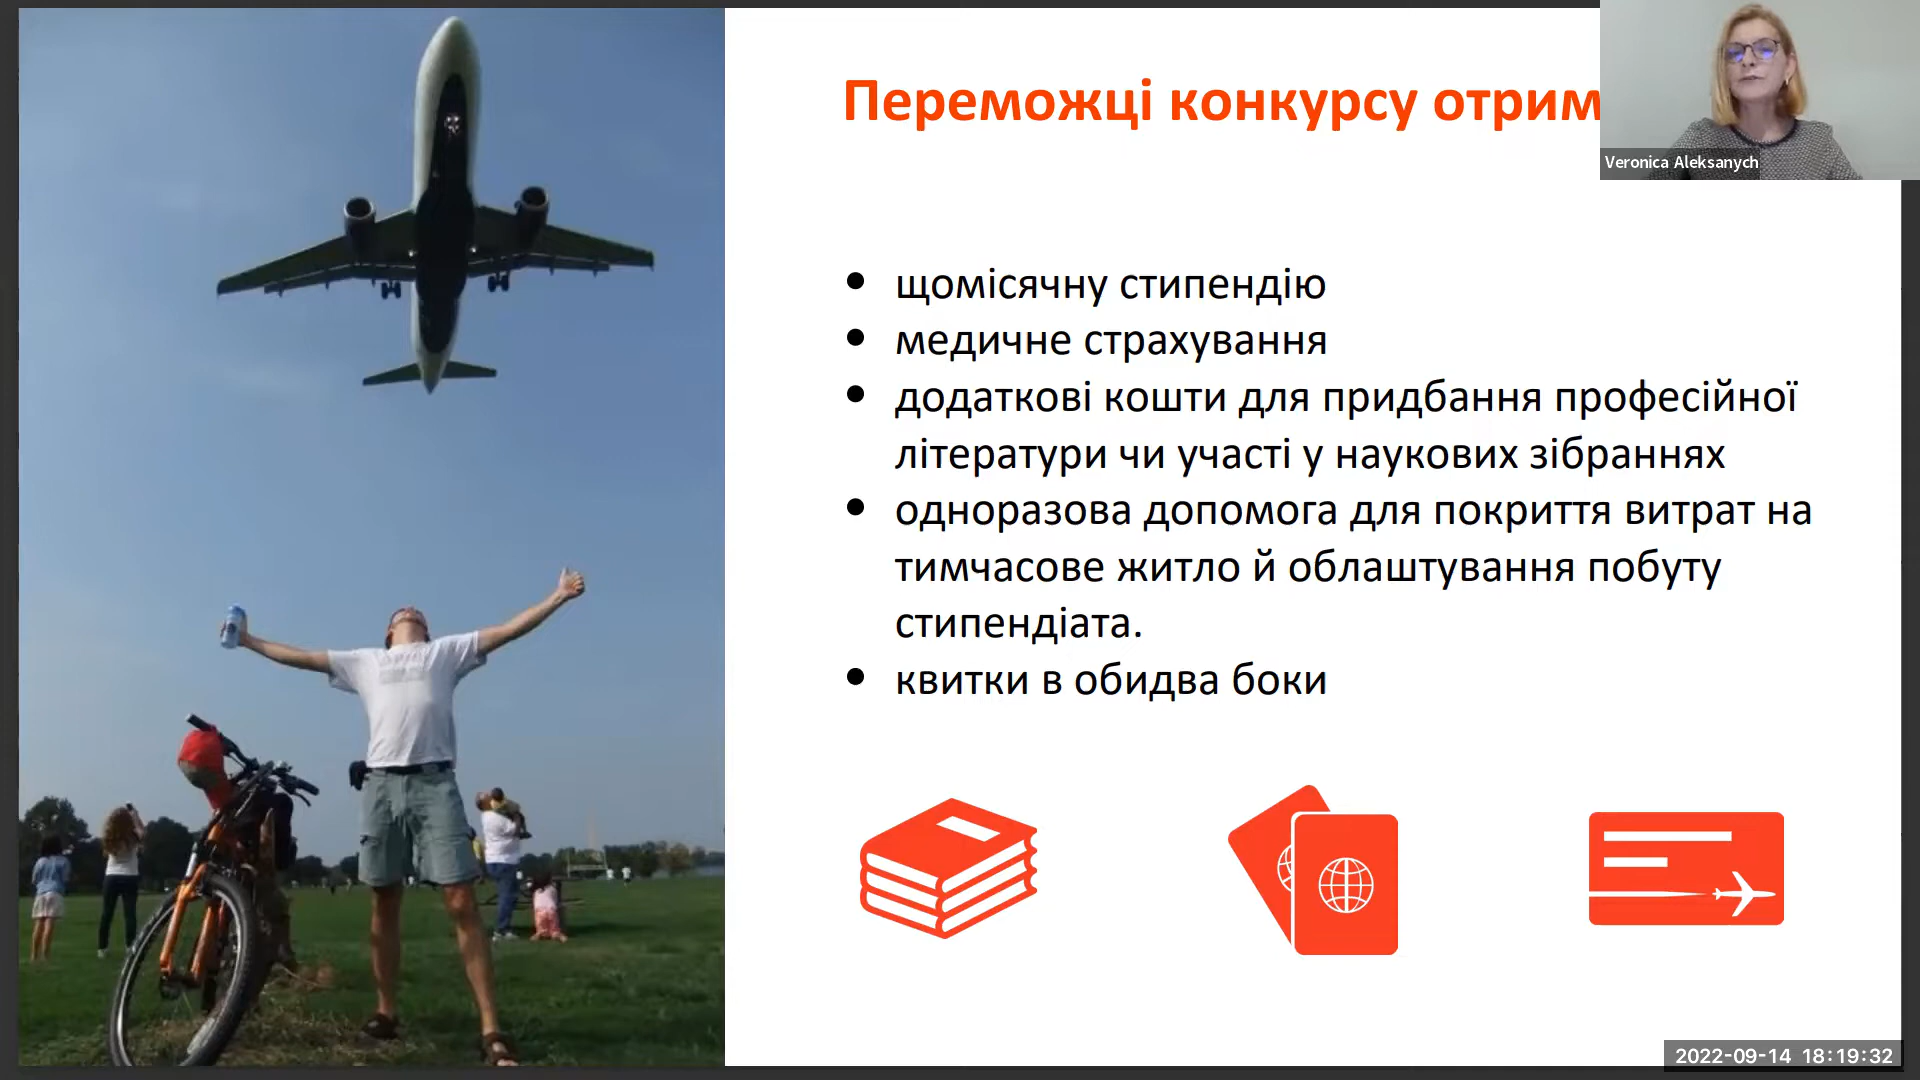 Переможці конкурсу отрим
Veronica Aleksanych
● щомісячну стипендію
● медичне страхування
● додаткові кошти для придбання професійної
літератури чи участі у наукових зібраннях
● одноразова допомога для покриття витрат на
тимчасове житло й облаштування побуту
стипендіата.
● квитки в обидва боки
2022-09-14 18:19:32